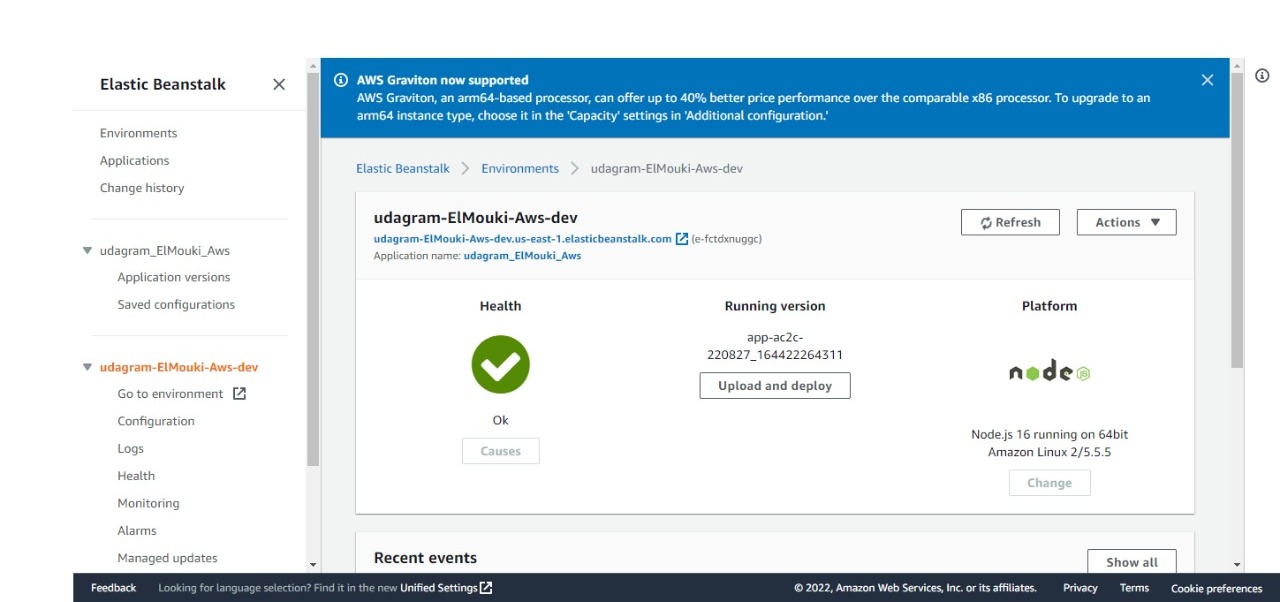 Elastic Beanstalk
Environments
Applications
Change history
udagram_ElMouki_Aws
Application versions
Saved configurations
udagram-ElMouki-Aws-dev
Go to environment
Configuration
Logs
Health
Monitoring
Alarms
Managed updates
AWS Graviton now supported
AWS Graviton, an arm64-based processor, can offer up to 40% better price performance over the comparable x86 processor. To upgrade to an
arm64 instance type, choose it in the 'Capacity' settings in 'Additional configuration.'
Elastic Beanstalk > Environments > udagram-ElMouki-Aws-dev
udagram-ElMouki-Aws-dev
udagram-ElMouki-Aws-dev.us-east-1.elasticbeanstalk.com (e-fctdxnuggc)
Application name: udagram_ElMouki_Aws
Refresh
Actions
Health
Ok
Causes
Running version
app-ac2c-
220827_164422264311
Upload and deploy
Platform
node JS
Node.js 16 running on 64bit
Amazon Linux 2/5.5.5
Change
Recent events
Show all
Feedback Looking for language selection? Find it in the new Unified Settings © 2022, Amazon Web Services, Inc. or its affiliates. Privacy Terms Cookie preferences